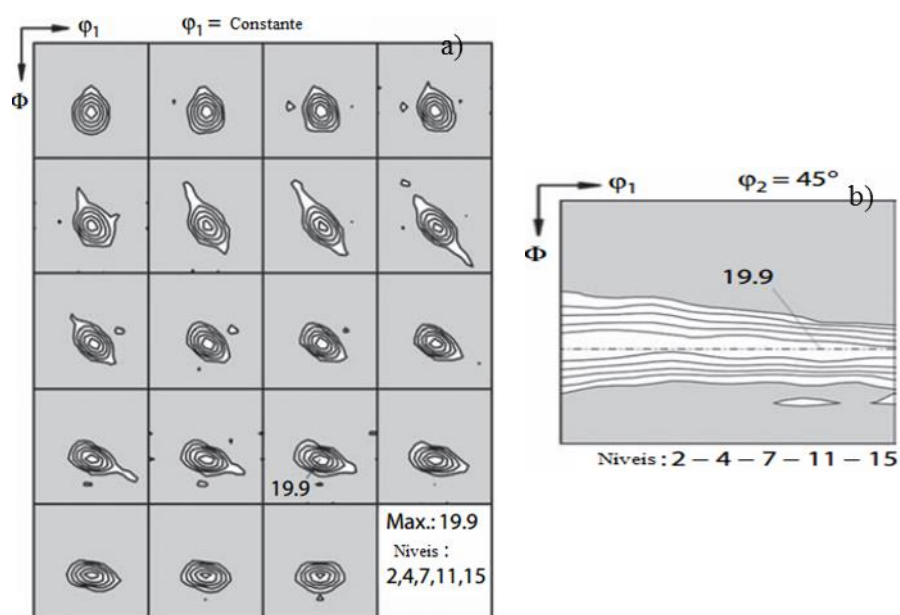 φ₁
φ₁ = Constante
a)
Φ
19.9
Max.: 19.9
Niveis :
2,4,7,11,15
φ₁
φ₂ = 45°
b)
Φ
19.9
Niveis : 2 – 4 – 7 – 11 – 15